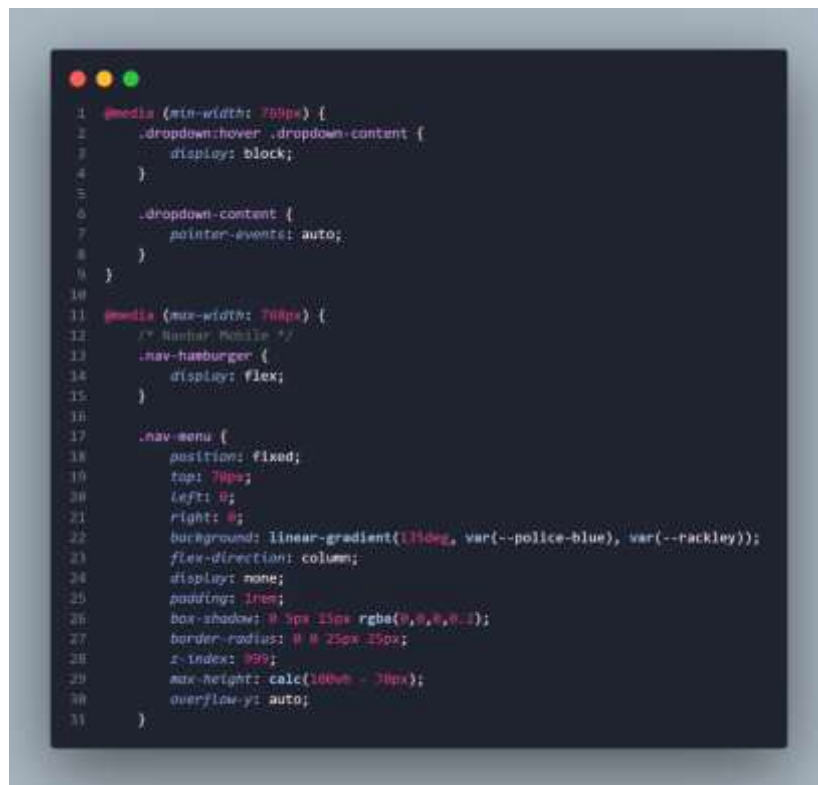 1 @media (min-width: 769px) {
2 .dropdown:hover .dropdown-content {
3 display: block;
4 }
5
6 .dropdown-content {
7 pointer-events: auto;
8 }
9 }
10
11 @media (max-width: 768px) {
12 /* Navbar Mobile */
13 .nav-hamburger {
14 display: flex;
15 }
16
17 .nav-menu {
18 position: fixed;
19 top: 70px;
20 left: 0;
21 right: 0;
22 background: linear-gradient(135deg, var(--police-blue), var(--rackley));
23 flex-direction: column;
24 display: none;
25 padding: 1rem;
26 box-shadow: 0 5px 15px rgba(0,0,0,0.2);
27 border-radius: 0 0 25px 25px;
28 z-index: 999;
29 max-height: calc(100vh - 70px);
30 overflow-y: auto;
31 }